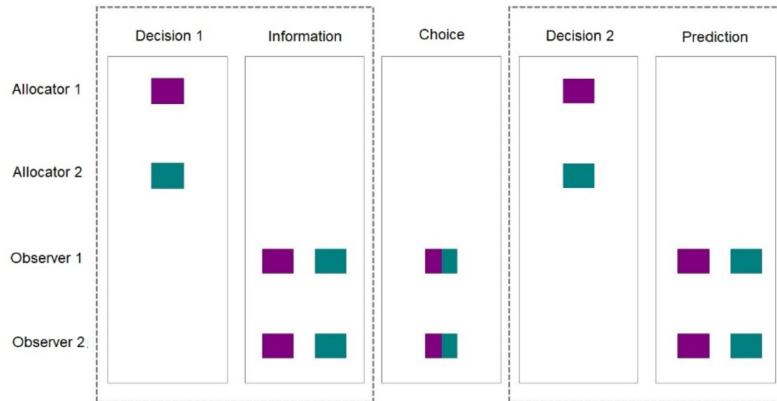 Decision 1 Information Choice Decision 2 Prediction
Allocator 1
Allocator 2
Observer 1
Observer 2